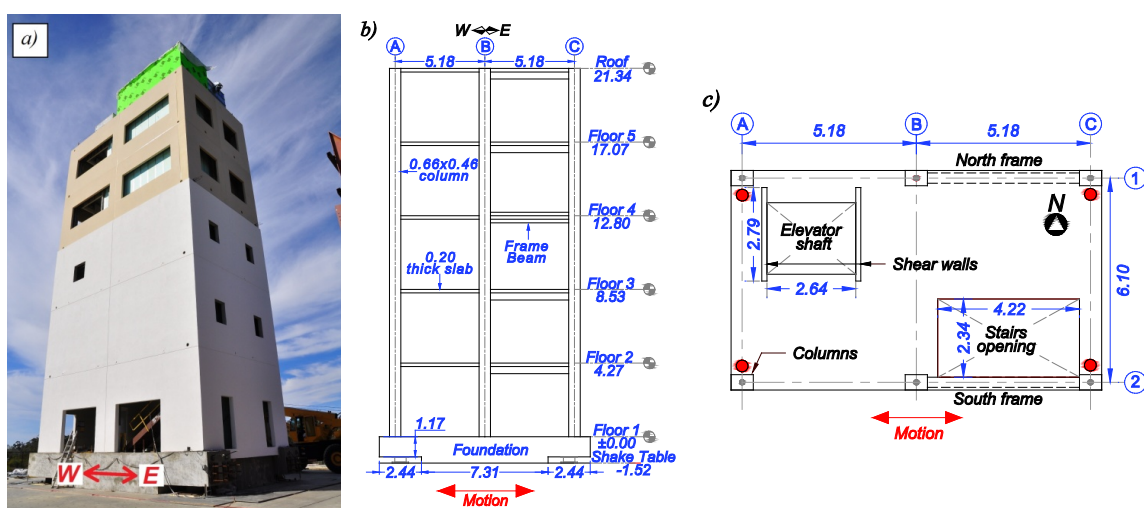 a)
W E
b)
W E
A B C
5.18 5.18
Roof
21.34
Floor 5
17.07
0.66x0.46
column
Floor 4
12.80
Frame
Beam
0.20
thick slab
Floor 3
8.53
Floor 2
4.27
1.17
Floor 1
±0.00
Foundation
Shake Table
-1.52
2.44 7.31 2.44
Motion
c)
A B C
5.18 5.18
North frame
1
N
2.79
Elevator
shaft
Shear walls
2.64
6.10
4.22
2.34
Stairs
opening
Columns
2
South frame
Motion